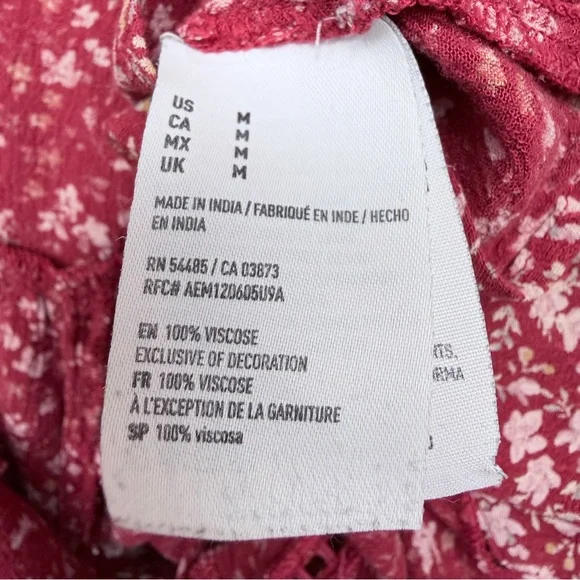 US M
CA M
MX M
UK M
MADE IN INDIA / FABRIQUÉ EN INDE / HECHO
EN INDIA
RN 54485 / CA 03873
RFC# AEM120605U9A
EN 100% VISCOSE
EXCLUSIVE OF DECORATION
FR 100% VISCOSE
À L'EXCEPTION DE LA GARNITURE
SP 100% viscosa